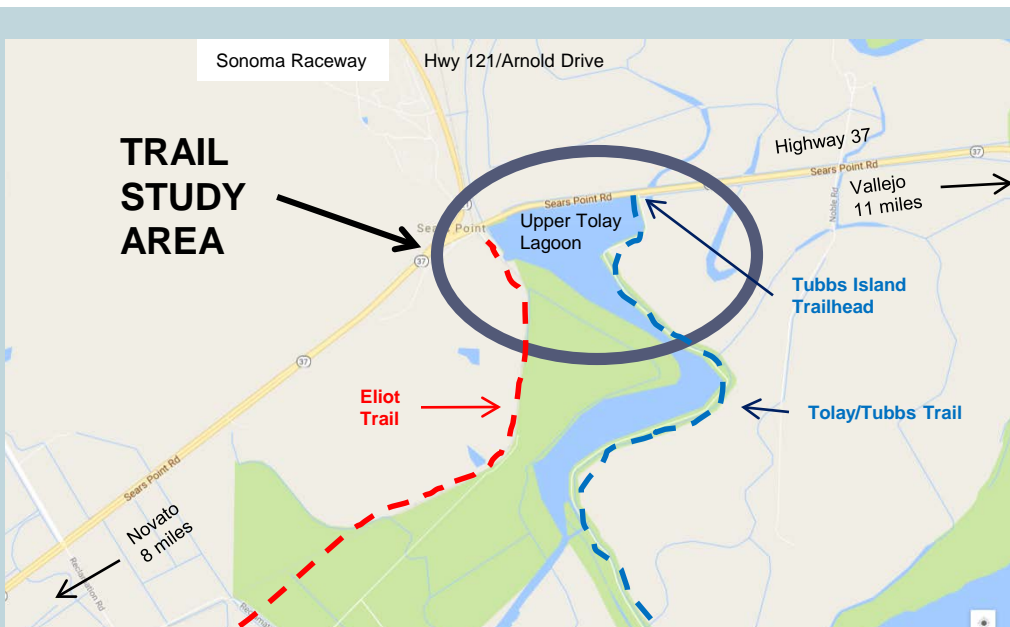 Sonoma Raceway
Hwy 121/Arnold Drive
TRAIL
STUDY
AREA
Highway 37
37
Sears Point Rd
Noble Rd
Vallejo
11 miles
Sears Point Rd
Sears Point
Upper Tolay
Lagoon
37
Tubbs Island
Trailhead
37
Eliot
Trail
Tolay/Tubbs Trail
Sears Point Rd
Novato
8 miles
Reclamation Rd